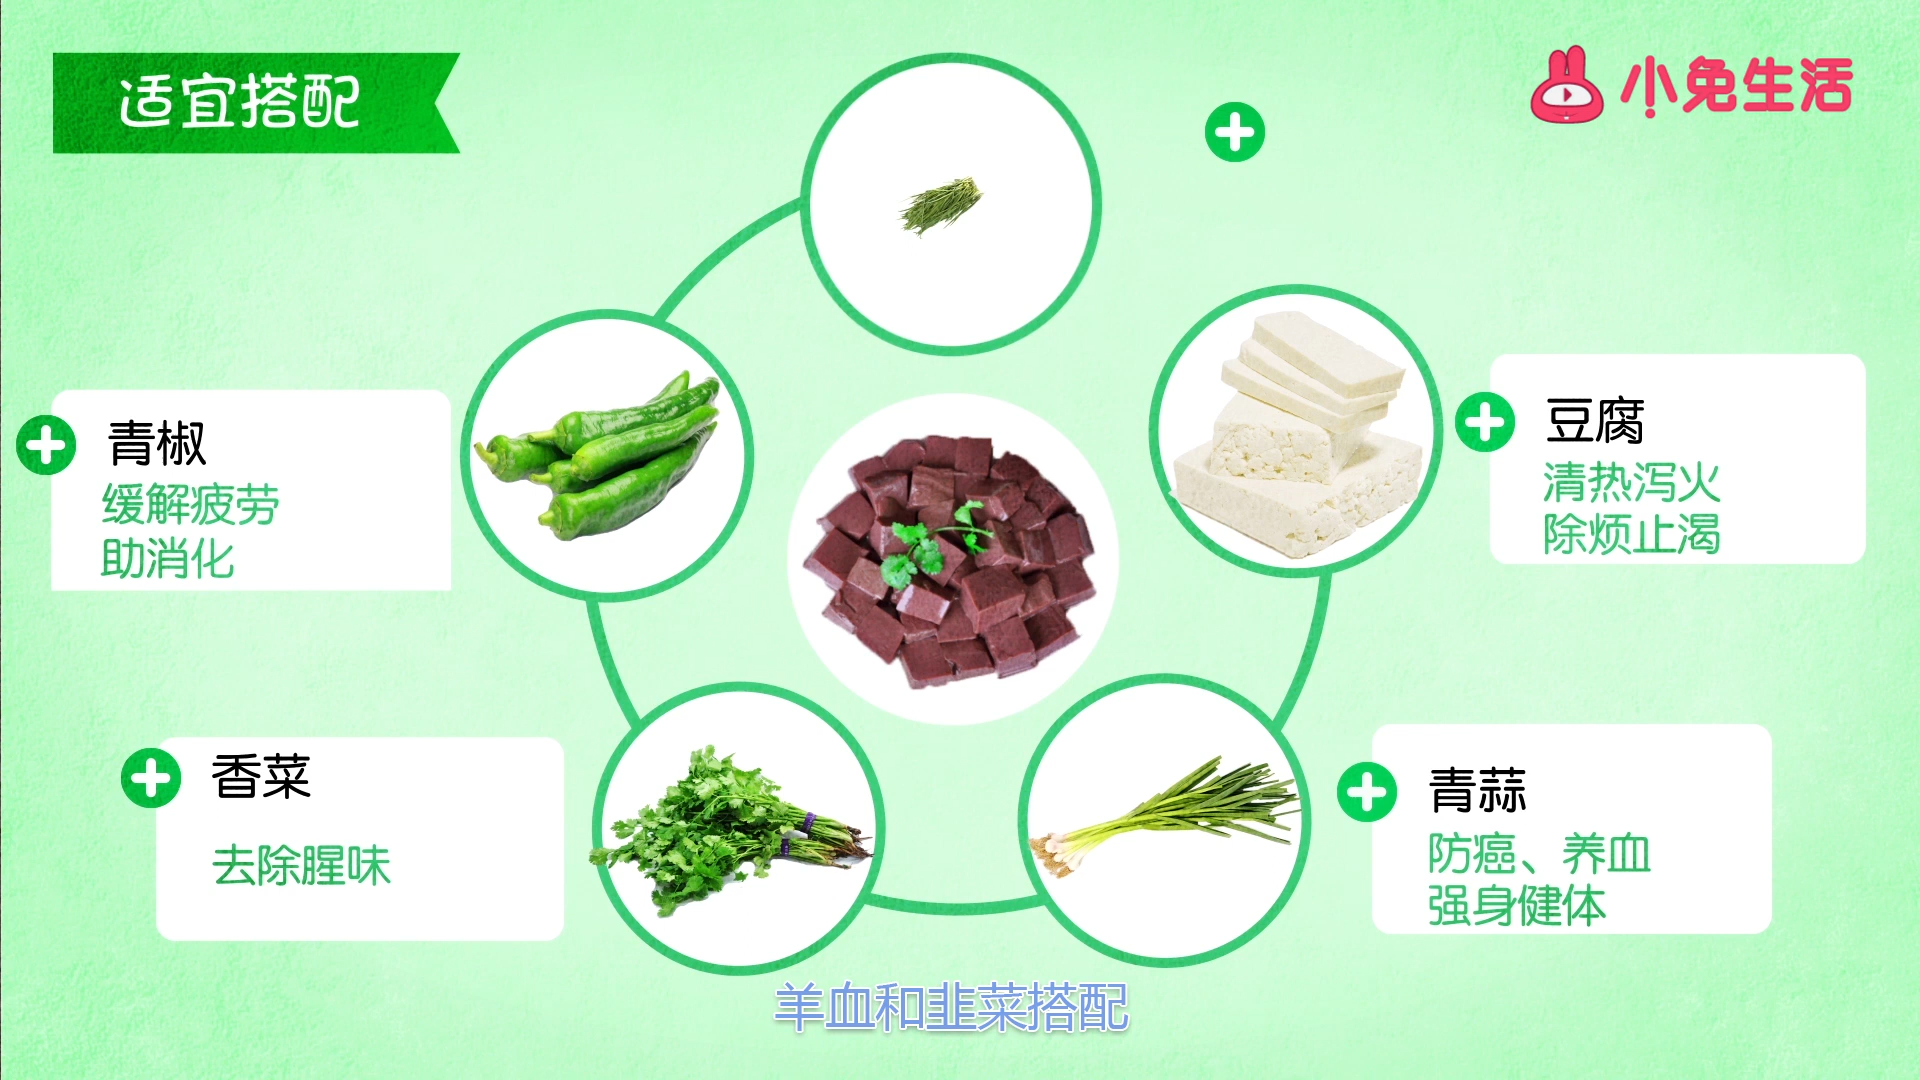 适宜搭配
小兔生活
青椒
缓解疲劳
助消化
豆腐
清热泻火
除烦止渴
香菜
去除腥味
青蒜
防癌、养血
强身健体
羊血和韭菜搭配